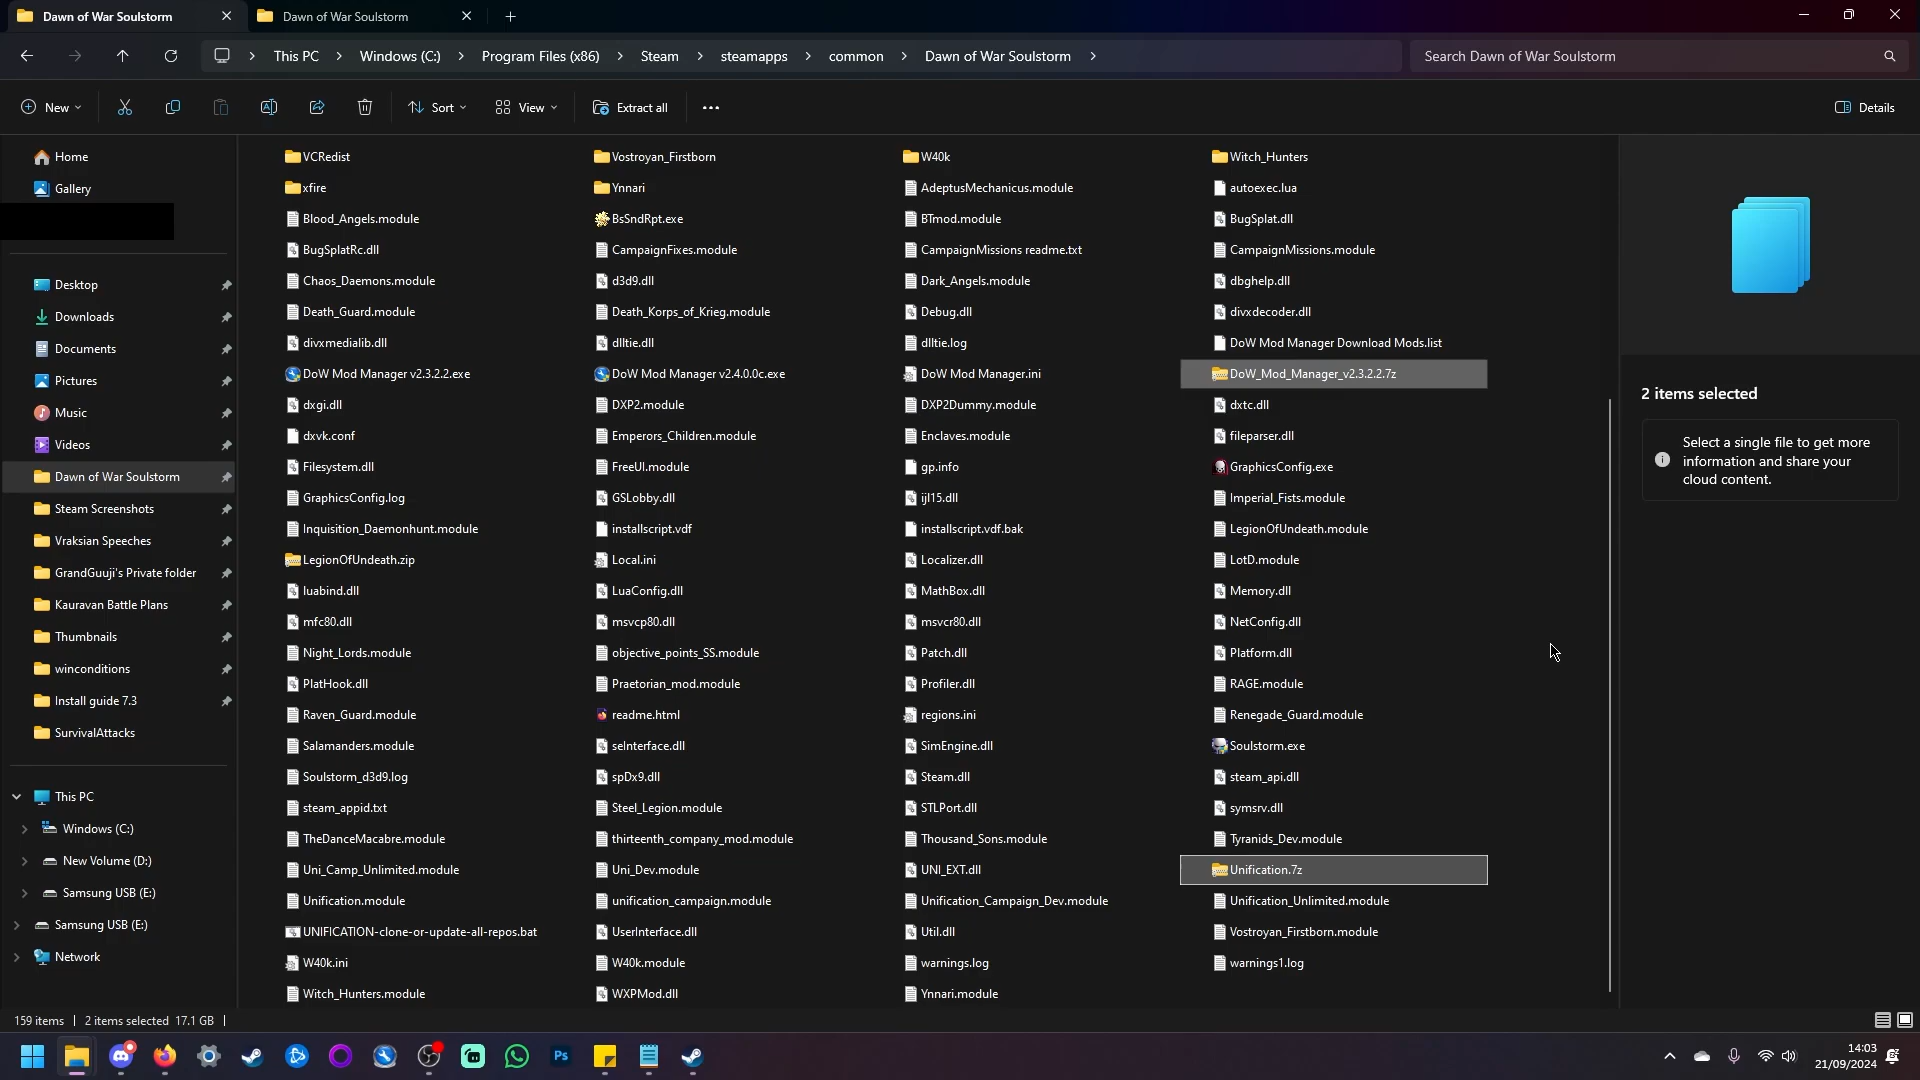 Dawn of War Soulstorm
Dawn of War Soulstorm
This PC > Windows (C:) > Program Files (x86) > Steam > steamapps > common > Dawn of War Soulstorm >
Search Dawn of War Soulstorm
New
Sort
View
Extract all
Details
Home
Gallery
Desktop
Downloads
Documents
Pictures
Music
Videos
Dawn of War Soulstorm
Steam Screenshots
Vraksian Speeches
GrandGuuji's Private folder
Kauravan Battle Plans
Thumbnails
winconditions
Install guide 7.3
SurvivalAttacks
This PC
Windows (C:)
New Volume (D:)
Samsung USB (E:)
Samsung USB (E:)
Network
VCRedist Vostroyan_Firstborn W40k Witch_Hunters
xfire Ynnari AdeptusMechanicus.module autoexec.lua
Blood_Angels.module BsSndRpt.exe BTmod.module BugSplat.dll
BugSplatRc.dll CampaignFixes.module CampaignMissions readme.txt CampaignMissions.module
Chaos_Daemons.module d3d9.dll Dark_Angels.module dbghelp.dll
Death_Guard.module Death_Korps_of_Krieg.module Debug.dll divxdecoder.dll
divxmedialib.dll dlltie.dll dlltie.log DoW Mod Manager Download Mods.list
DoW Mod Manager v2.3.2.2.exe DoW Mod Manager v2.4.0.0c.exe DoW Mod Manager.ini DoW_Mod_Manager_v2.3.2.2.7z
dxgi.dll DXP2.module DXP2Dummy.module dxtc.dll
dxvk.conf Emperors_Children.module Enclaves.module fileparser.dll
Filesystem.dll FreeUI.module gp.info GraphicsConfig.exe
GraphicsConfig.log GSLobby.dll ijl15.dll Imperial_Fists.module
Inquisition_Daemonhunt.module installscript.vdf installscript.vdf.bak LegionOfUndeath.module
LegionOfUndeath.zip Local.ini Localizer.dll LotD.module
luabind.dll LuaConfig.dll MathBox.dll Memory.dll
mfc80.dll msvcp80.dll msvcr80.dll NetConfig.dll
Night_Lords.module objective_points_SS.module Patch.dll Platform.dll
PlatHook.dll Praetorian_mod.module Profiler.dll RAGE.module
Raven_Guard.module readme.html regions.ini Renegade_Guard.module
Salamanders.module seInterface.dll SimEngine.dll Soulstorm.exe
Soulstorm_d3d9.log spDx9.dll Steam.dll steam_api.dll
steam_appid.txt Steel_Legion.module STLPort.dll symsrv.dll
TheDanceMacabre.module thirteenth_company_mod.module Thousand_Sons.module Tyranids_Dev.module
Uni_Camp_Unlimited.module Uni_Dev.module UNI_EXT.dll Unification.7z
Unification.module unification_campaign.module Unification_Campaign_Dev.module Unification_Unlimited.module
UNIFICATION-clone-or-update-all-repos.bat UserInterface.dll Util.dll Vostroyan_Firstborn.module
W40k.ini W40k.module warnings.log warnings1.log
Witch_Hunters.module WXPMod.dll Ynnari.module
2 items selected
Select a single file to get more
information and share your
cloud content.
159 items | 2 items selected 17.1 GB |
Ps
14:03
21/09/2024